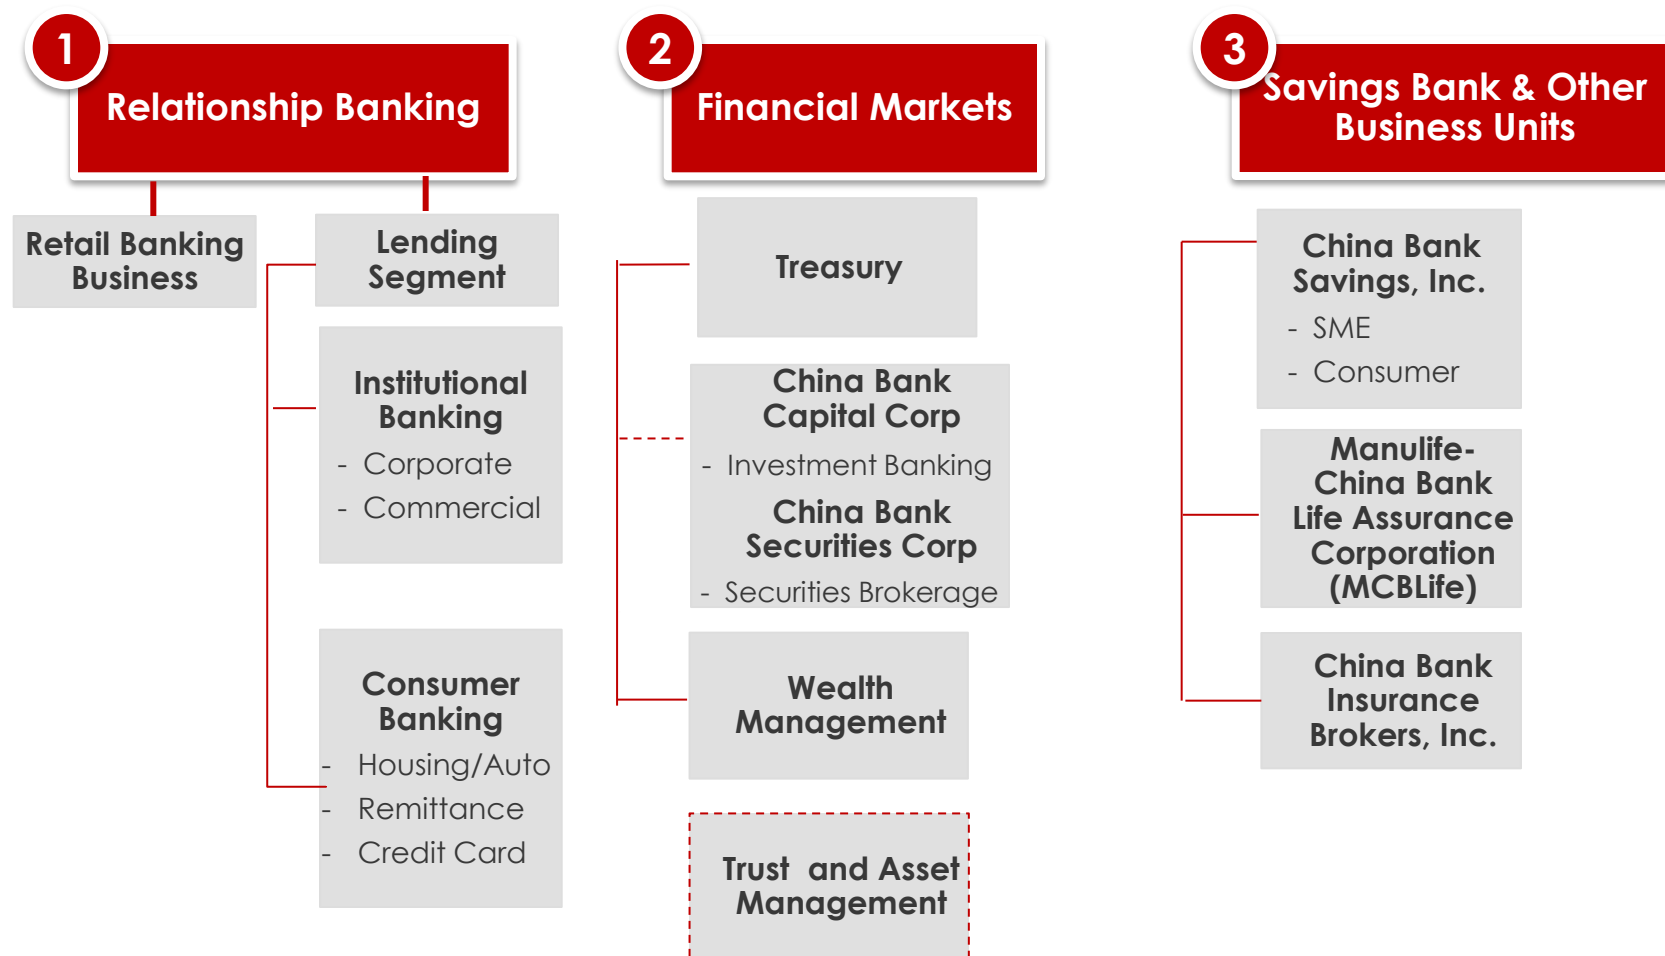 1
Relationship Banking
Retail Banking
Business
Lending
Segment
Institutional
Banking
- Corporate
- Commercial
Consumer
Banking
- Housing/Auto
- Remittance
- Credit Card
2
Financial Markets
Treasury
China Bank
Capital Corp
- Investment Banking
China Bank
Securities Corp
- Securities Brokerage
Wealth
Management
Trust and Asset
Management
3
Savings Bank & Other
Business Units
China Bank
Savings, Inc.
- SME
- Consumer
Manulife-
China Bank
Life Assurance
Corporation
(MCBLife)
China Bank
Insurance
Brokers, Inc.